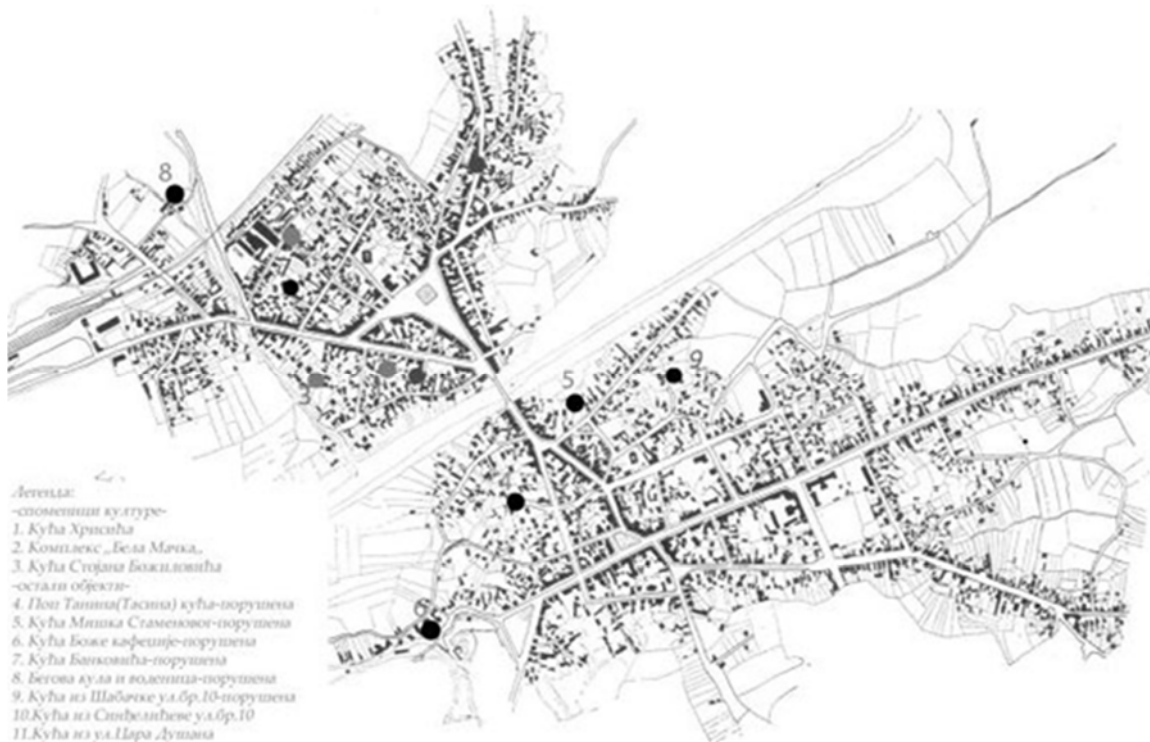 8
5
9
3
6
Легенда:
-споменици културе-
1. Кућа Хрисића
2. Комплекс „Бела Мачка„
3. Кућа Стојана Божиловића
-остали објекти-
4. Поп Танина(Тасина) кућа-порушена
5. Кућа Мишка Стаменовог-порушена
6. Кућа Боже кафеџије-порушена
7. Кућа Банковића-порушена
8. Бегова кула и воденица-порушена
9. Кућа из Шабачке ул.бр.10-порушена
10.Кућа из Синђелићеве ул.бр.10
11.Кућа из ул.Цара Душана